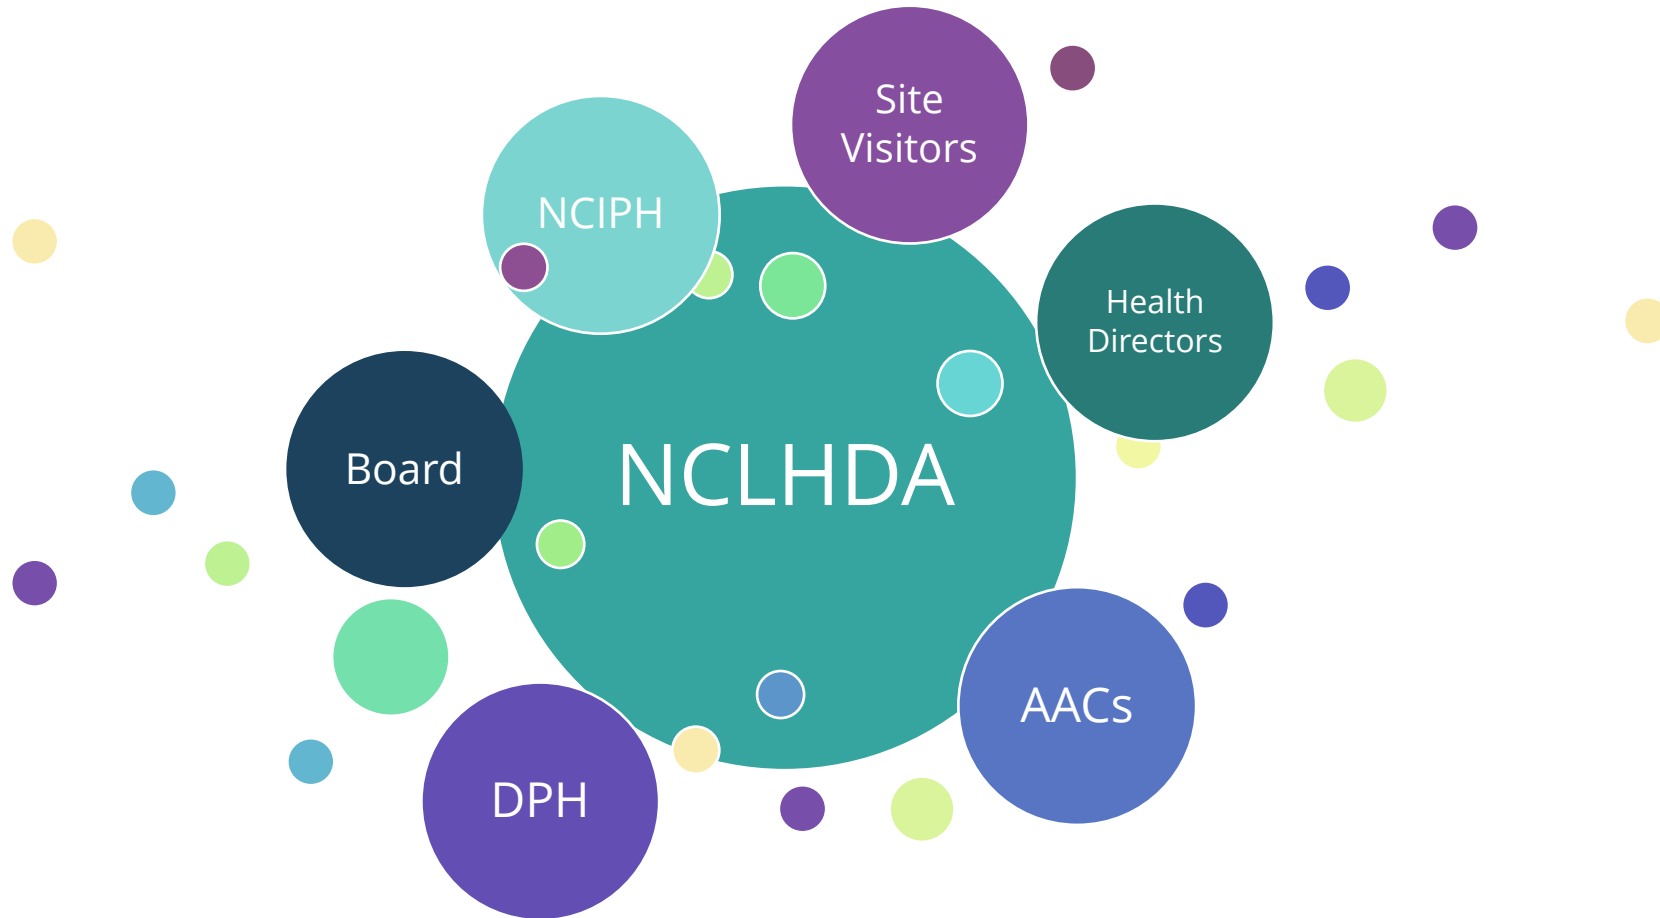 Site
Visitors
NCIPH
Health
Directors
Board
NCLHDA
AACs
DPH